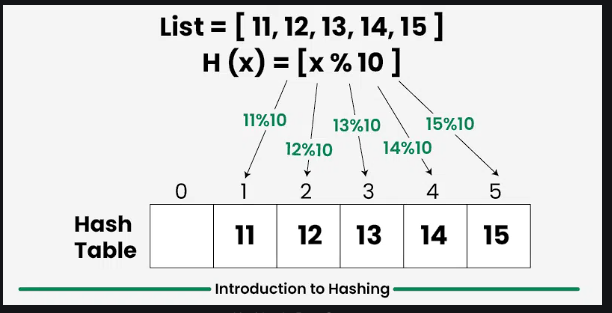 List = [ 11, 12, 13, 14, 15 ]
H (x) = [x % 10 ]
11%10
12%10
13%10
14%10
15%10
0 1 2 3 4 5
Hash
Table
11 12 13 14 15
Introduction to Hashing